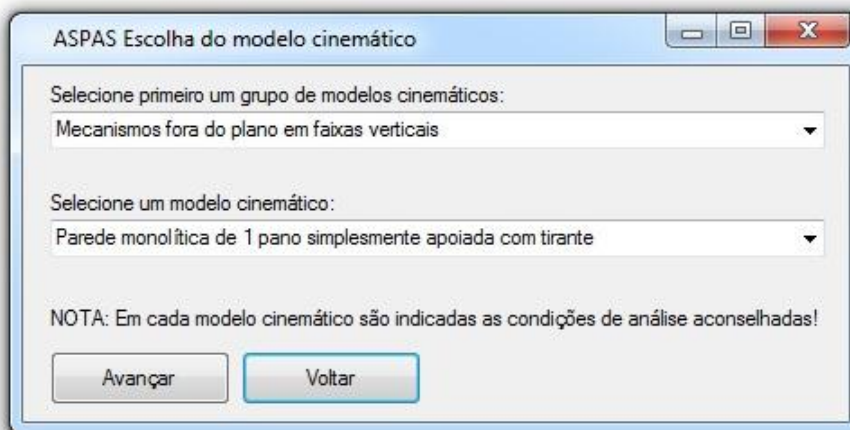 ASPAS Escolha do modelo cinemático
Selecione primeiro um grupo de modelos cinemáticos:
Mecanismos fora do plano em faixas verticais
Selecione um modelo cinemático:
Parede monolítica de 1 pano simplesmente apoiada com tirante
NOTA: Em cada modelo cinemático são indicadas as condições de análise aconselhadas!
Avançar Voltar